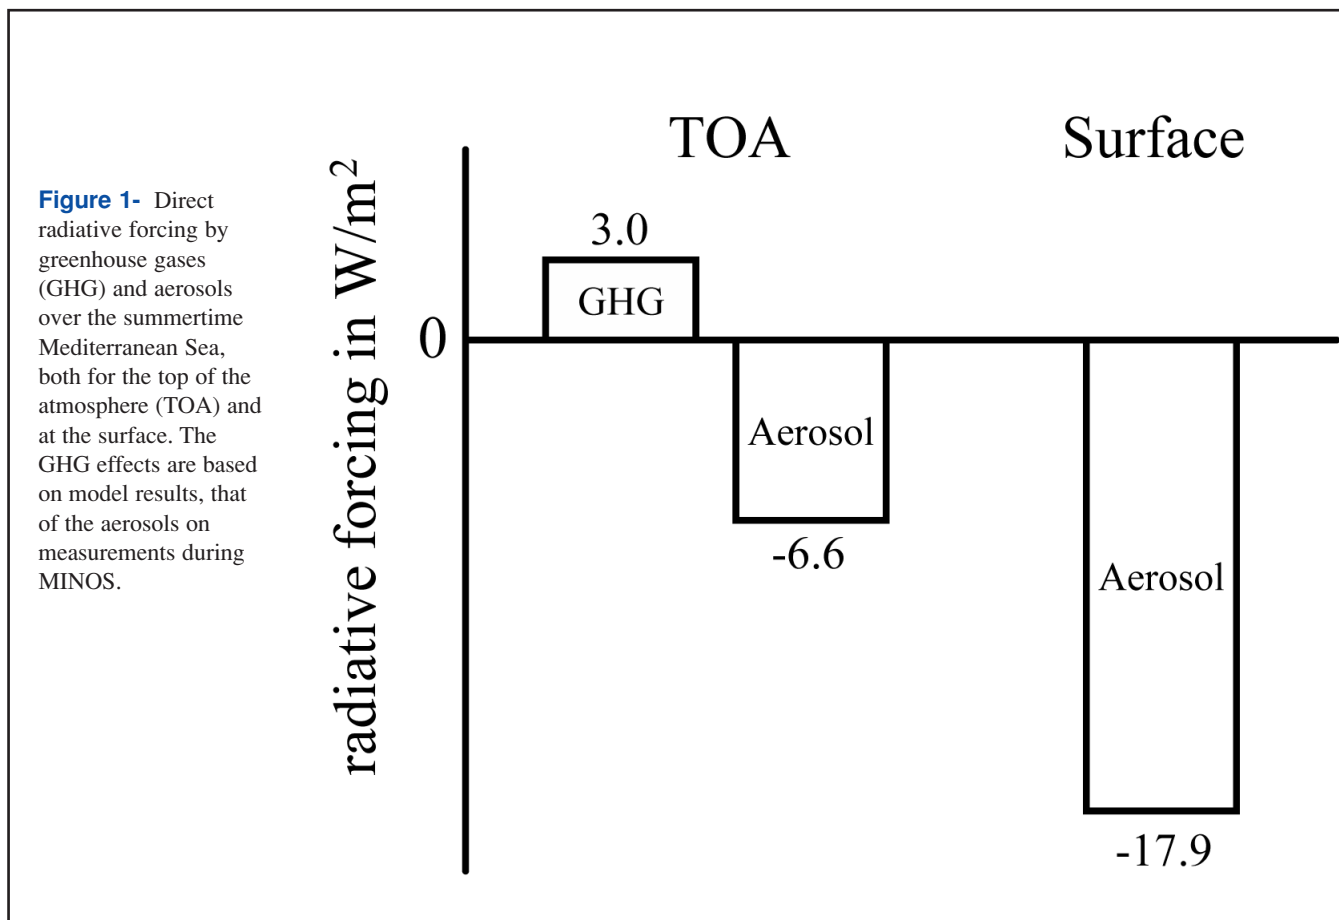 Figure 1- Direct
radiative forcing by
greenhouse gases
(GHG) and aerosols
over the summertime
Mediterranean Sea,
both for the top of the
atmosphere (TOA) and
at the surface. The
GHG effects are based
on model results, that
of the aerosols on
measurements during
MINOS.
radiative forcing in W/m²
TOA
Surface
3.0
GHG
0
Aerosol
-6.6
Aerosol
-17.9